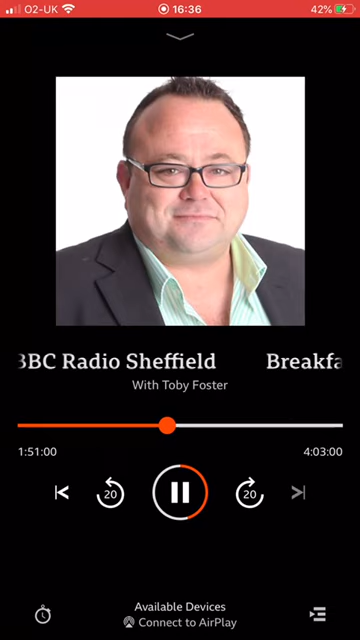 O2-UK 16:36 42%
BBC Radio Sheffield Breakfa
With Toby Foster
1:51:00 4:03:00
20 20
Available Devices
Connect to AirPlay